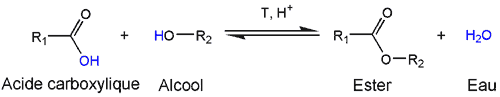 T, H⁺
O
R₁ OH + HO R₂ R₁ O R₂ + H₂O
Acide carboxylique Alcool Ester Eau